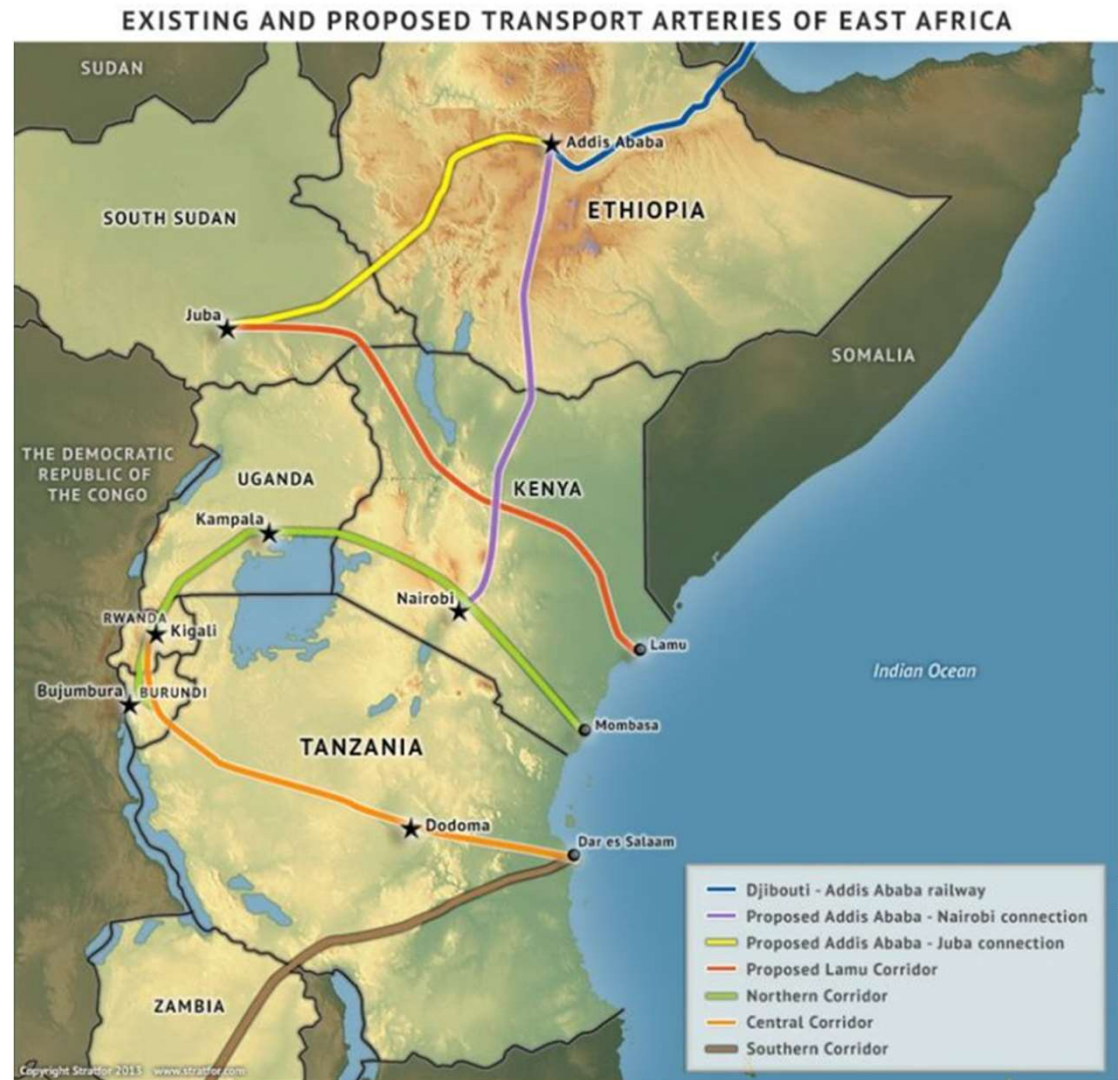 EXISTING AND PROPOSED TRANSPORT ARTERIES OF EAST AFRICA
SUDAN
Addis Ababa
ETHIOPIA
SOUTH SUDAN
Juba
SOMALIA
THE DEMOCRATIC
REPUBLIC OF
THE CONGO
UGANDA
KENYA
Kampala
Nairobi
RWANDA
Kigali
Lamu
Indian Ocean
Bujumbura
BURUNDI
Mombasa
TANZANIA
Dodoma
Dar es Salaam
Djibouti - Addis Ababa railway
Proposed Addis Ababa - Nairobi connection
Proposed Addis Ababa - Juba connection
Proposed Lamu Corridor
Northern Corridor
Central Corridor
Southern Corridor
ZAMBIA
Copyright Stratfor 2013 www.stratfor.com